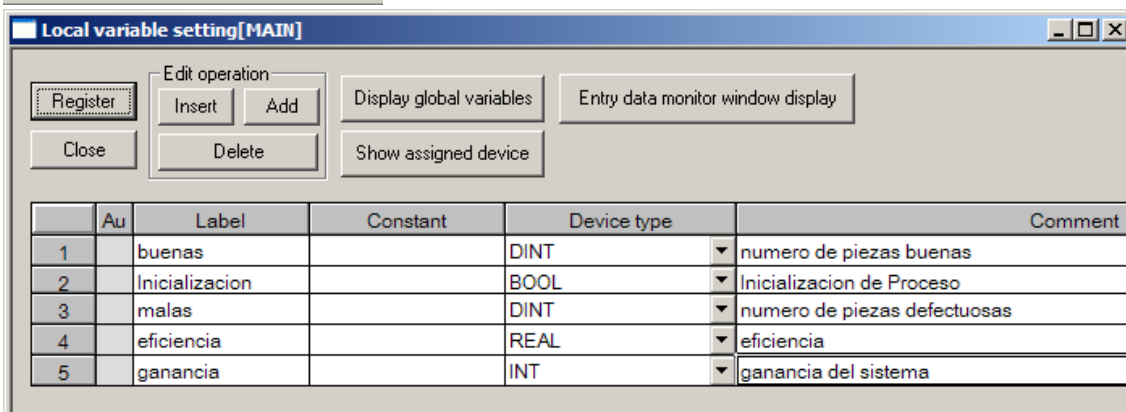 Local variable setting[MAIN]
Edit operation
Register Insert Add Display global variables Entry data monitor window display
Close Delete Show assigned device
Au Label Constant Device type Comment
1 buenas DINT numero de piezas buenas
2 Inicializacion BOOL Inicializacion de Proceso
3 malas DINT numero de piezas defectuosas
4 eficiencia REAL eficiencia
5 ganancia INT ganancia del sistema